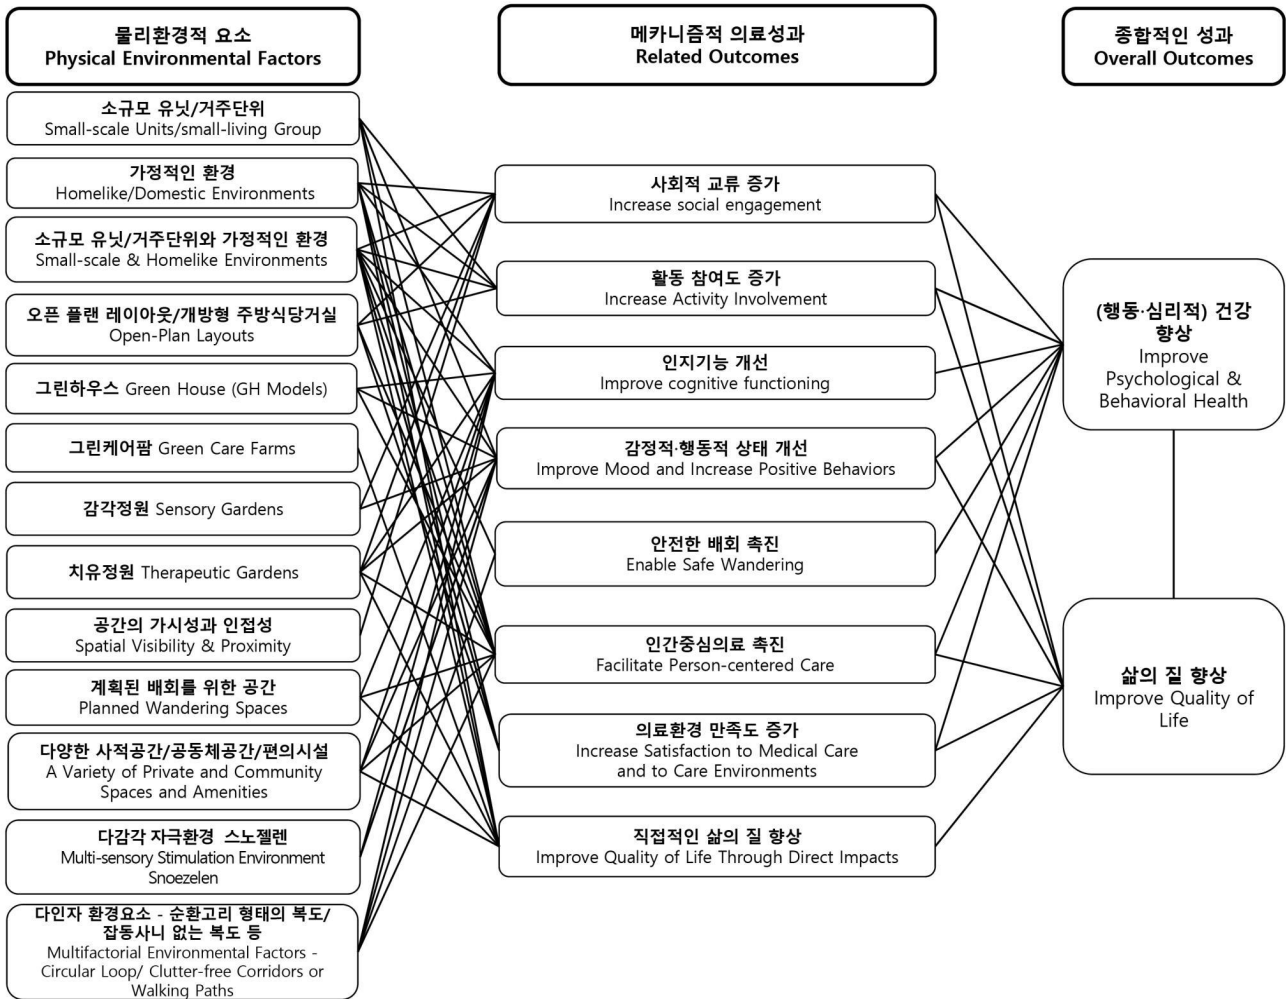 물리환경적 요소
Physical Environmental Factors
소규모 유닛/거주단위
Small-scale Units/small-living Group
가정적인 환경
Homelike/Domestic Environments
소규모 유닛/거주단위와 가정적인 환경
Small-scale & Homelike Environments
오픈 플랜 레이아웃/개방형 주방식당거실
Open-Plan Layouts
그린하우스 Green House (GH Models)
그린케어팜 Green Care Farms
감각정원 Sensory Gardens
치유정원 Therapeutic Gardens
공간의 가시성과 인접성
Spatial Visibility & Proximity
계획된 배회를 위한 공간
Planned Wandering Spaces
다양한 사적공간/공동체공간/편의시설
A Variety of Private and Community
Spaces and Amenities
다감각 자극환경 스노젤렌
Multi-sensory Stimulation Environment
Snoezelen
다인자 환경요소 - 순환고리 형태의 복도/
잡동사니 없는 복도 등
Multifactorial Environmental Factors -
Circular Loop/ Clutter-free Corridors or
Walking Paths
메카니즘적 의료성과
Related Outcomes
사회적 교류 증가
Increase social engagement
활동 참여도 증가
Increase Activity Involvement
인지기능 개선
Improve cognitive functioning
감정적·행동적 상태 개선
Improve Mood and Increase Positive Behaviors
안전한 배회 촉진
Enable Safe Wandering
인간중심의료 촉진
Facilitate Person-centered Care
의료환경 만족도 증가
Increase Satisfaction to Medical Care
and to Care Environments
직접적인 삶의 질 향상
Improve Quality of Life Through Direct Impacts
종합적인 성과
Overall Outcomes
(행동·심리적) 건강
향상
Improve
Psychological &
Behavioral Health
삶의 질 향상
Improve Quality of
Life